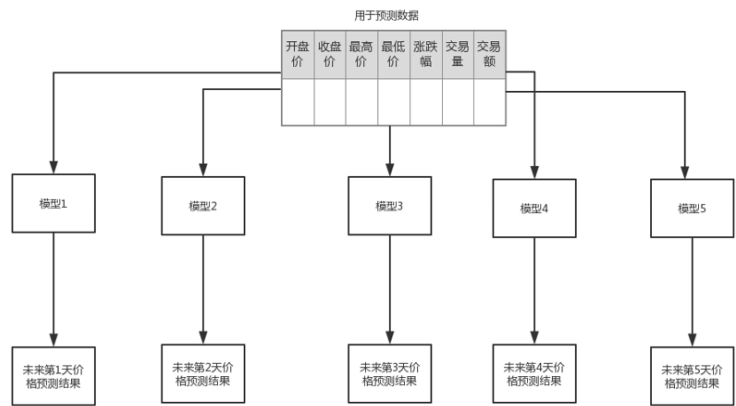 用于预测数据
开盘 收盘 最高 最低 涨跌 交易 交易
价 价 价 价 幅 量 额
模型1 模型2 模型3 模型4 模型5
未来第1天价 未来第2天价 未来第3天价 未来第4天价 未来第5天价
格预测结果 格预测结果 格预测结果 格预测结果 格预测结果